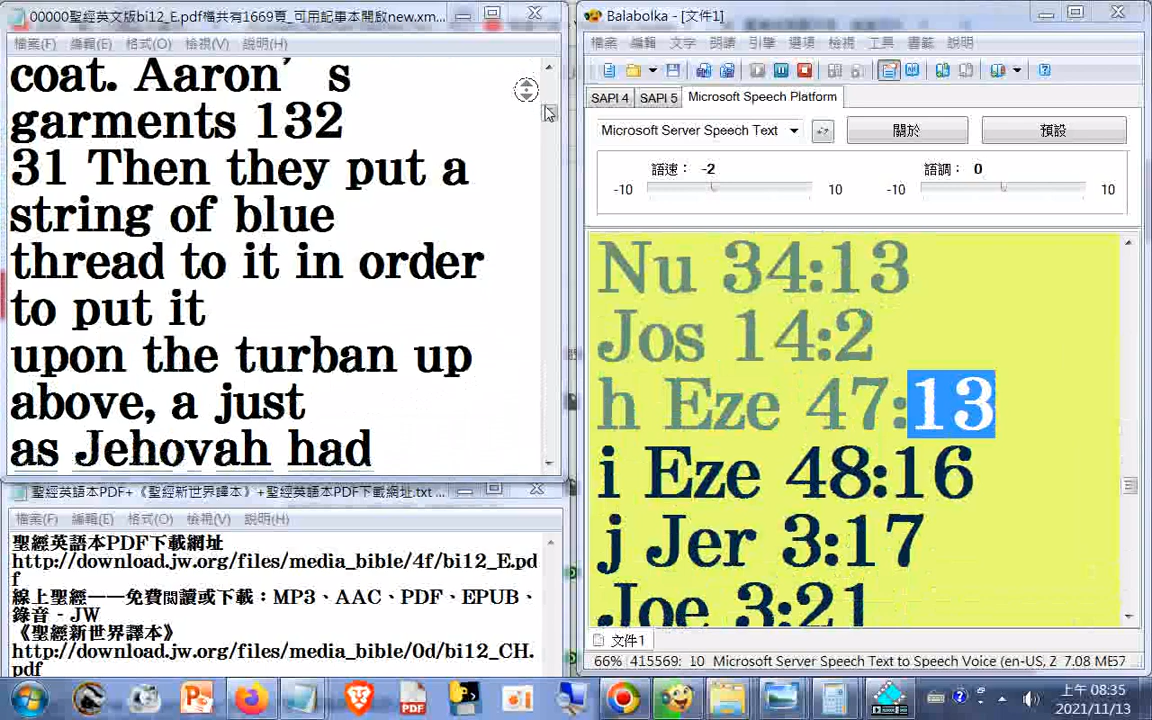 00000聖經英文版bi12_E.pdf檔共有1669頁_可用記事本開啟new.xm...
檔案(F) 編輯(E) 格式(O) 檢視(V) 說明(H)
coat. Aaron’s
garments 132
31 Then they put a
string of blue
thread to it in order
to put it
upon the turban up
above, a just
as Jehovah had
聖經英語本PDF+《聖經新世界譯本》+聖經英語本PDF下載網址.txt ...
檔案(F) 編輯(E) 格式(O) 檢視(V) 說明(H)
聖經英語本PDF下載網址
http://download.jw.org/files/media_bible/4f/bi12_E.pd
f
線上聖經——免費閱讀或下載：MP3、AAC、PDF、EPUB、
錄音 - JW
《聖經新世界譯本》
http://download.jw.org/files/media_bible/0d/bi12_CH.
pdf
Balabolka - [文件1]
檔案 編輯 文字 朗讀 引擎 選項 檢視 工具 書籤 說明
SAPI 4 SAPI 5 Microsoft Speech Platform
Microsoft Server Speech Text 關於 預設
語速： -2 語調： 0
-10 10 -10 10
Nu 34:13
Jos 14:2
h Eze 47:13
i Eze 48:16
j Jer 3:17
Joe 3:21
文件1
66% 415569: 10 Microsoft Server Speech Text to Speech Voice (en-US, Z 7.08 ME57
PDF
上午 08:35
2021/11/13